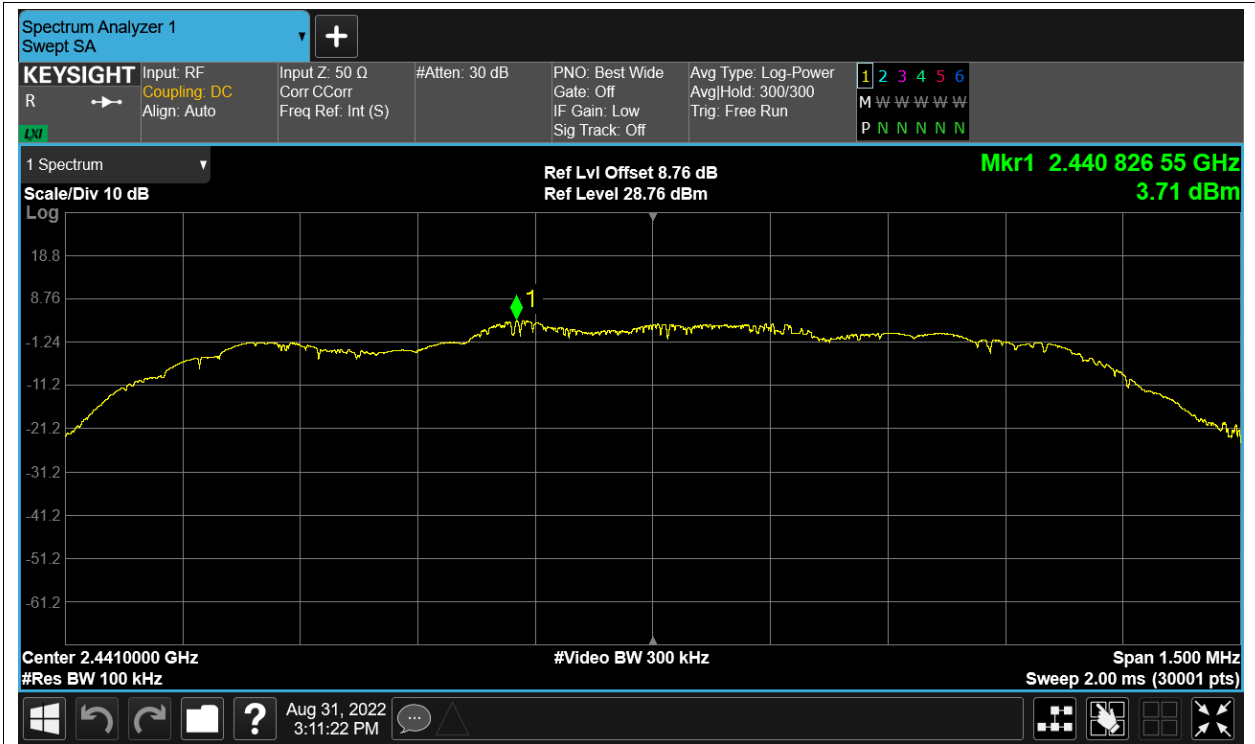 Spectrum Analyzer 1
Swept SA
KEYSIGHT
R
LXI
Input: RF
Coupling: DC
Align: Auto
Input Z: 50 Ω
Corr CCorr
Freq Ref: Int (S)
#Atten: 30 dB
PNO: Best Wide
Gate: Off
IF Gain: Low
Sig Track: Off
Avg Type: Log-Power
Avg|Hold: 300/300
Trig: Free Run
1 2 3 4 5 6
M W W W W W
P N N N N N
1 Spectrum
Scale/Div 10 dB
Log
Ref Lvl Offset 8.76 dB
Ref Level 28.76 dBm
Mkr1 2.440 826 55 GHz
3.71 dBm
18.8
8.76
1
-1.24
-11.2
-21.2
-31.2
-41.2
-51.2
-61.2
Center 2.4410000 GHz
#Video BW 300 kHz
Span 1.500 MHz
#Res BW 100 kHz
Sweep 2.00 ms (30001 pts)
?
Aug 31, 2022
3:11:22 PM